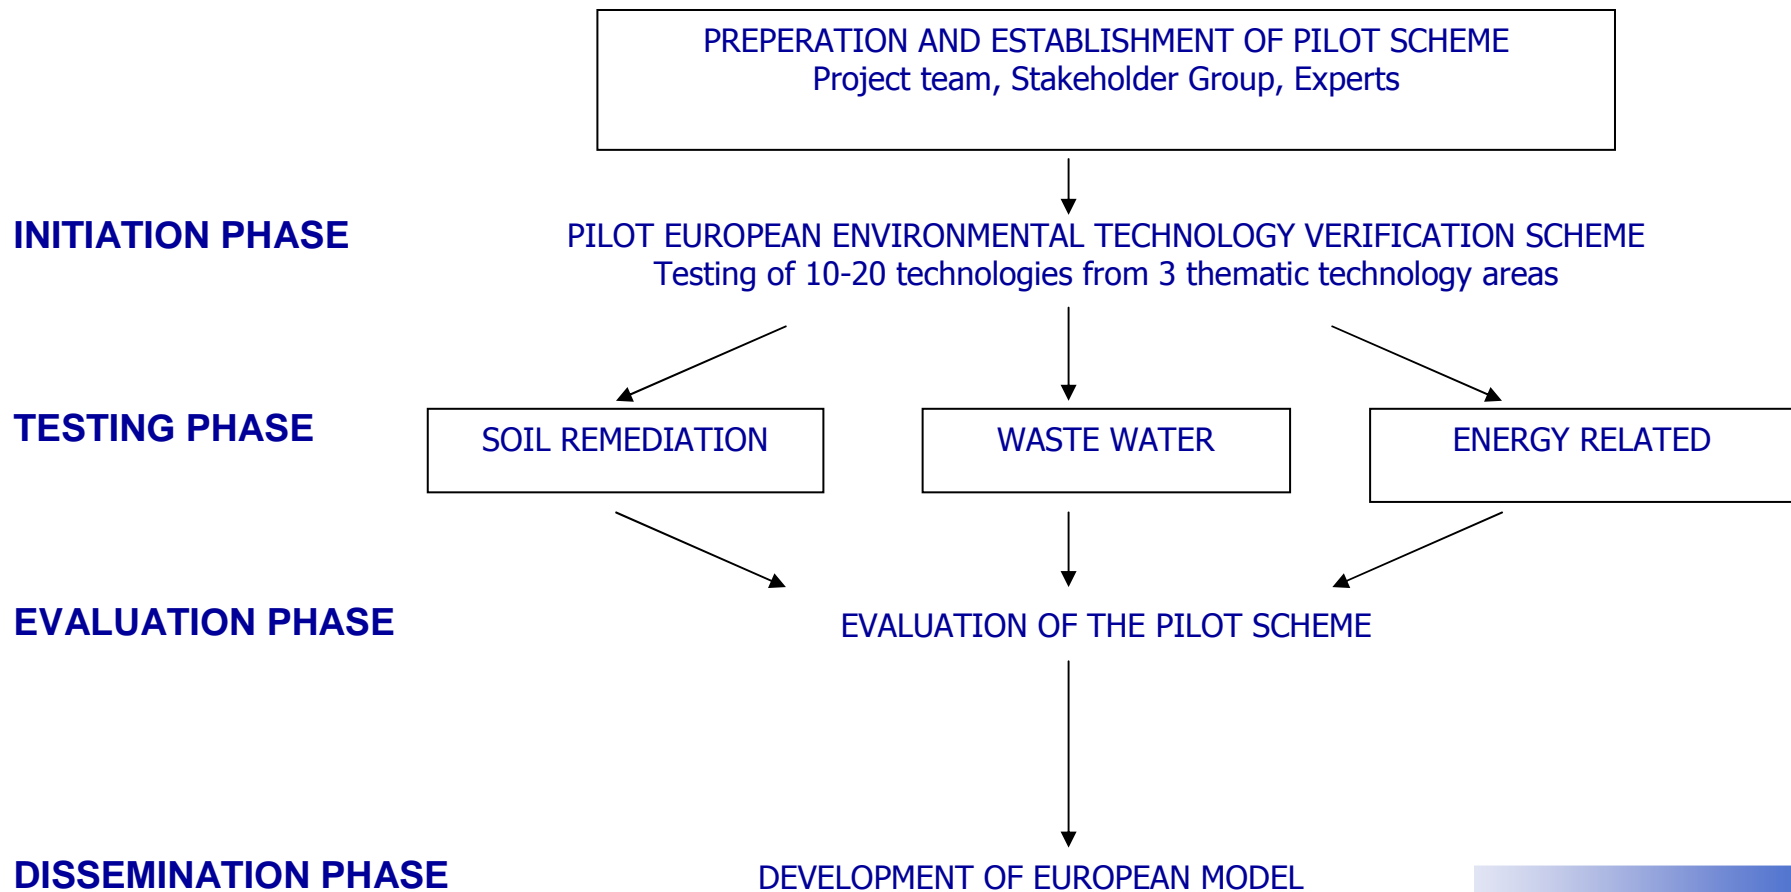 PREPERATION AND ESTABLISHMENT OF PILOT SCHEME
Project team, Stakeholder Group, Experts
INITIATION PHASE
PILOT EUROPEAN ENVIRONMENTAL TECHNOLOGY VERIFICATION SCHEME
Testing of 10-20 technologies from 3 thematic technology areas
TESTING PHASE
SOIL REMEDIATION
WASTE WATER
ENERGY RELATED
EVALUATION PHASE
EVALUATION OF THE PILOT SCHEME
DISSEMINATION PHASE
DEVELOPMENT OF EUROPEAN MODEL